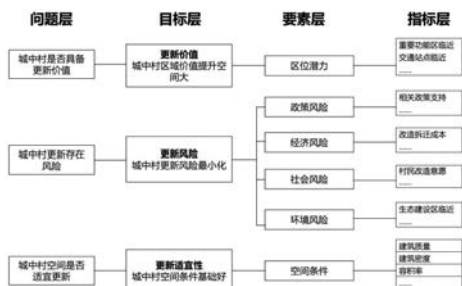 问题层
目标层
要素层
指标层
城中村是否具备
更新价值
更新价值
城中村区域价值提升空
间大
区位潜力
重要功能区临近
交通站点临近
......
城中村更新存在
风险
更新风险
城中村更新风险最小化
政策风险
相关政策支持
......
经济风险
改造拆迁成本
......
社会风险
村民改造意愿
......
环境风险
生态建设区临近
......
城中村空间是否
适宜更新
更新适宜性
城中村空间条件基础好
空间条件
建筑质量
建筑密度
容积率
......